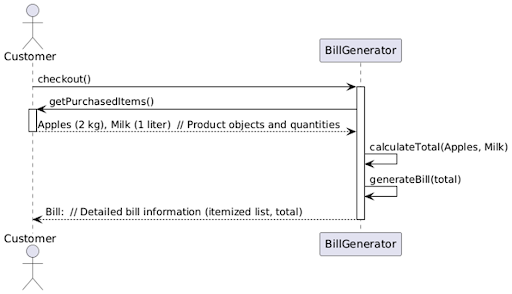 Customer
BillGenerator
checkout()
getPurchasedItems()
Apples (2 kg), Milk (1 liter)  // Product objects and quantities
calculateTotal(Apples, Milk)
generateBill(total)
Bill:  // Detailed bill information (itemized list, total)
Customer
BillGenerator